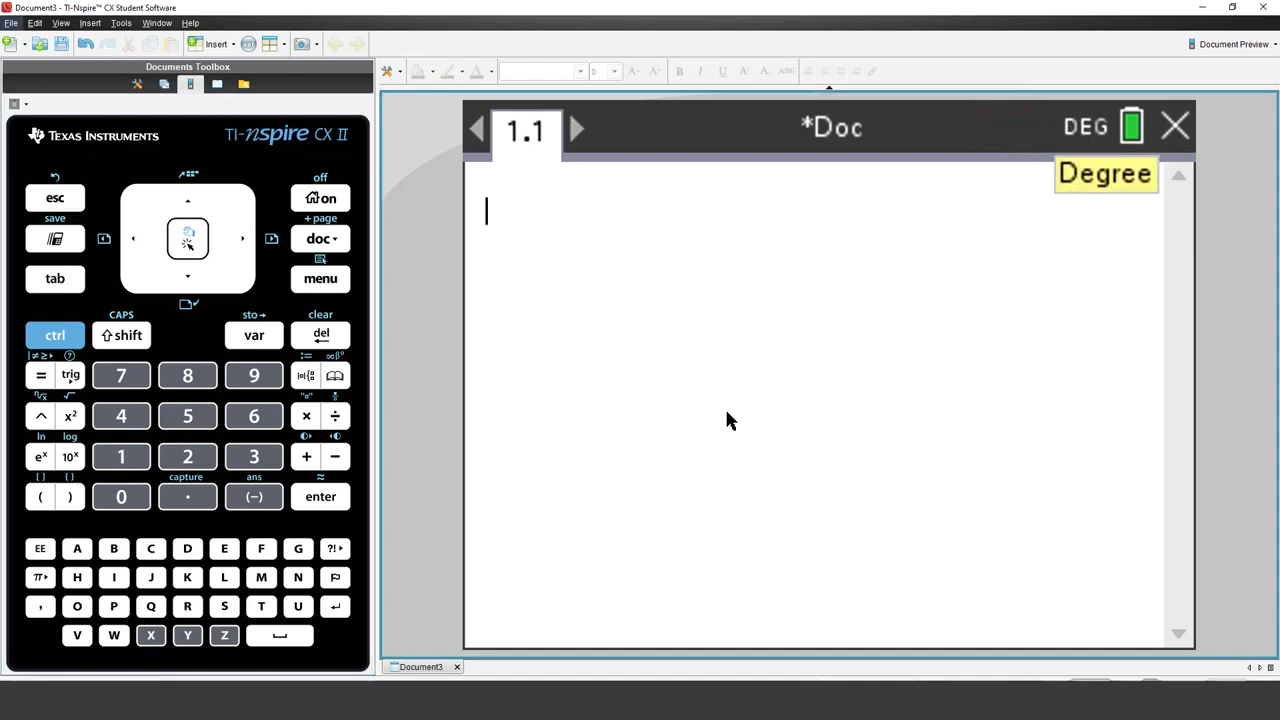 Document3 - TI-Nspire™ CX Student Software
File Edit View Insert Tools Window Help
Insert
Document Preview
Documents Toolbox
0
B I U A A ABC
TEXAS INSTRUMENTS
TI-nspire CX II
1.1
*Doc
DEG
Degree
off
esc
on
save
+ page
doc
tab
menu
CAPS
sto→
clear
ctrl
shift
var
del
|≠≥▸ ?
:= ∞β°
= trig
7 8 9
ⁿ√x √
^ x²
4 5 6
× ÷
ln log
eˣ 10ˣ
1 2 3
+ −
[ ] { }
capture
ans
≈
( )
0 . (−)
enter
EE A B C D E F G ?!▸
π▸ H I J K L M N
, O P Q R S T U
V W X Y Z
Document3